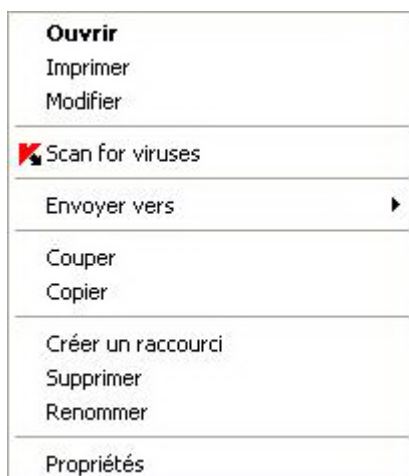 Ouvrir
Imprimer
Modifier
Scan for viruses
Envoyer vers
Couper
Copier
Créer un raccourci
Supprimer
Renommer
Propriétés